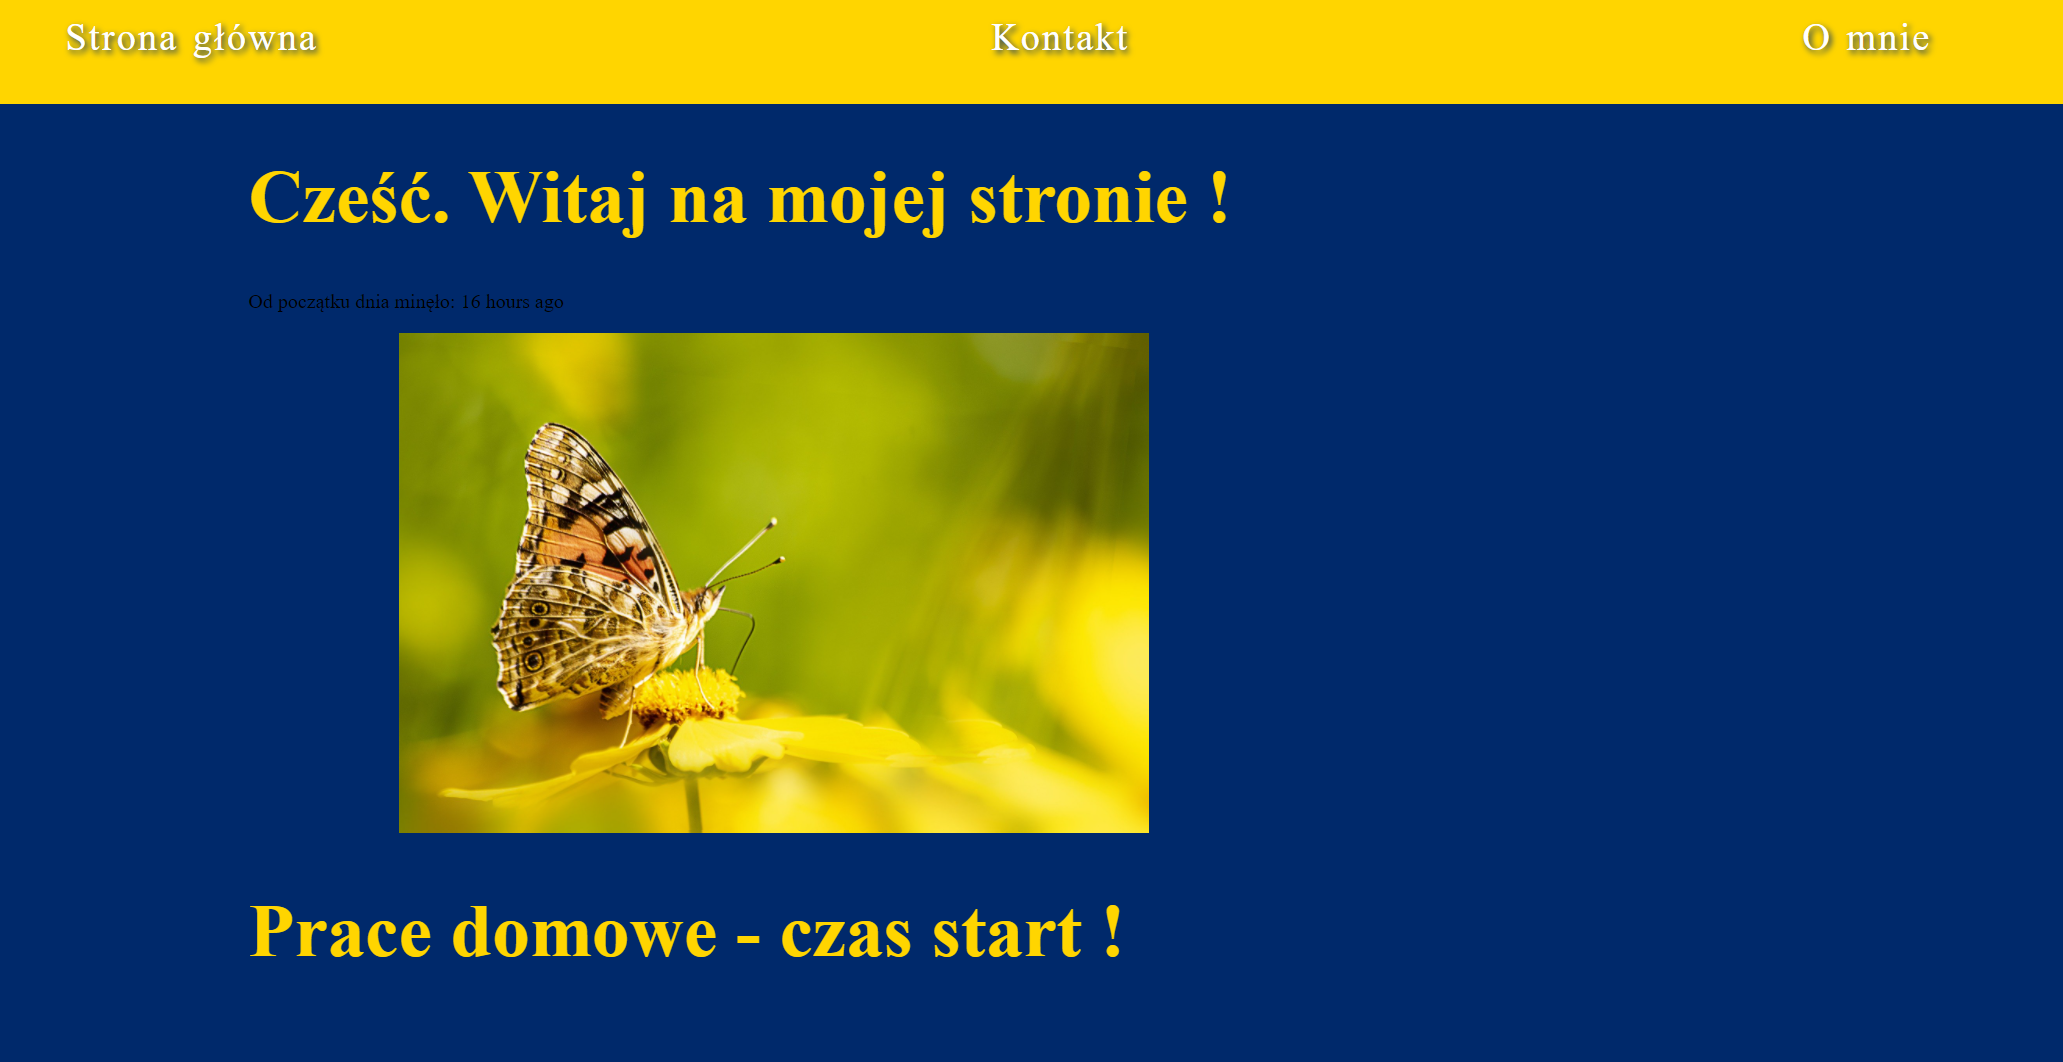 Strona główna Kontakt O mnie
Cześć. Witaj na mojej stronie !
Od początku dnia minęło: 16 hours ago
Prace domowe - czas start !